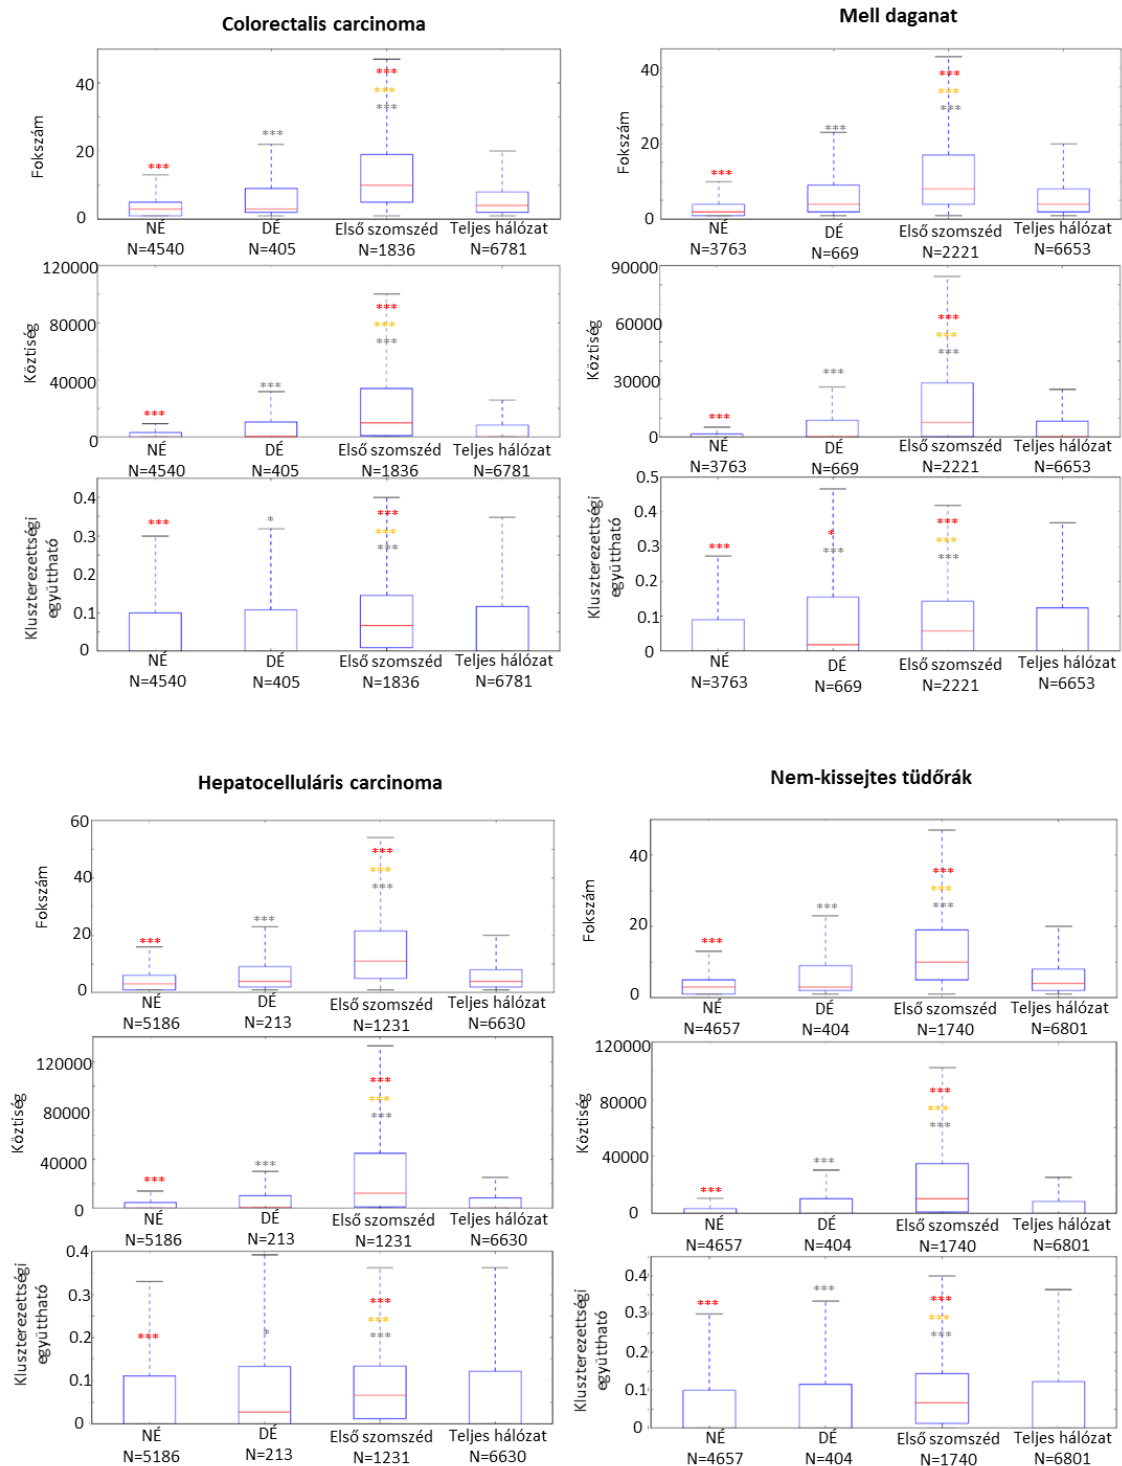 Colorectalis carcinoma
Fokszám
40
20
0
***
***
***
***
***
NÉ
DÉ
Első szomszéd
Teljes hálózat
N=4540
N=405
N=1836
N=6781
Köztiség
120000
80000
40000
0
***
***
***
***
***
NÉ
DÉ
Első szomszéd
Teljes hálózat
N=4540
N=405
N=1836
N=6781
Kluszterezettségi
együttható
0.4
0.3
0.2
0.1
0
***
*
***
***
***
NÉ
DÉ
Első szomszéd
Teljes hálózat
N=4540
N=405
N=1836
N=6781
Mell daganat
Fokszám
40
20
0
***
***
***
***
***
NÉ
DÉ
Első szomszéd
Teljes hálózat
N=3763
N=669
N=2221
N=6653
Köztiség
90000
60000
30000
0
***
***
***
***
***
NÉ
DÉ
Első szomszéd
Teljes hálózat
N=3763
N=669
N=2221
N=6653
Kluszterezettségi
együttható
0.5
0.4
0.3
0.2
0.1
0
***
*
***
***
***
***
NÉ
DÉ
Első szomszéd
Teljes hálózat
N=3763
N=669
N=2221
N=6653
Hepatocelluláris carcinoma
Fokszám
60
40
20
0
***
***
***
***
***
NÉ
DÉ
Első szomszéd
Teljes hálózat
N=5186
N=213
N=1231
N=6630
Köztiség
120000
80000
40000
0
***
***
***
***
***
NÉ
DÉ
Első szomszéd
Teljes hálózat
N=5186
N=213
N=1231
N=6630
Kluszterezettségi
együttható
0.4
0.3
0.2
0.1
0
***
*
***
***
***
NÉ
DÉ
Első szomszéd
Teljes hálózat
N=5186
N=213
N=1231
N=6630
Nem-kissejtes tüdőrák
Fokszám
40
20
0
***
***
***
***
***
NÉ
DÉ
Első szomszéd
Teljes hálózat
N=4657
N=404
N=1740
N=6801
Köztiség
120000
80000
40000
0
***
***
***
***
***
NÉ
DÉ
Első szomszéd
Teljes hálózat
N=4657
N=404
N=1740
N=6801
Kluszterezettségi
együttható
0.4
0.3
0.2
0.1
0
***
***
***
***
***
NÉ
DÉ
Első szomszéd
Teljes hálózat
N=4657
N=404
N=1740
N=6801